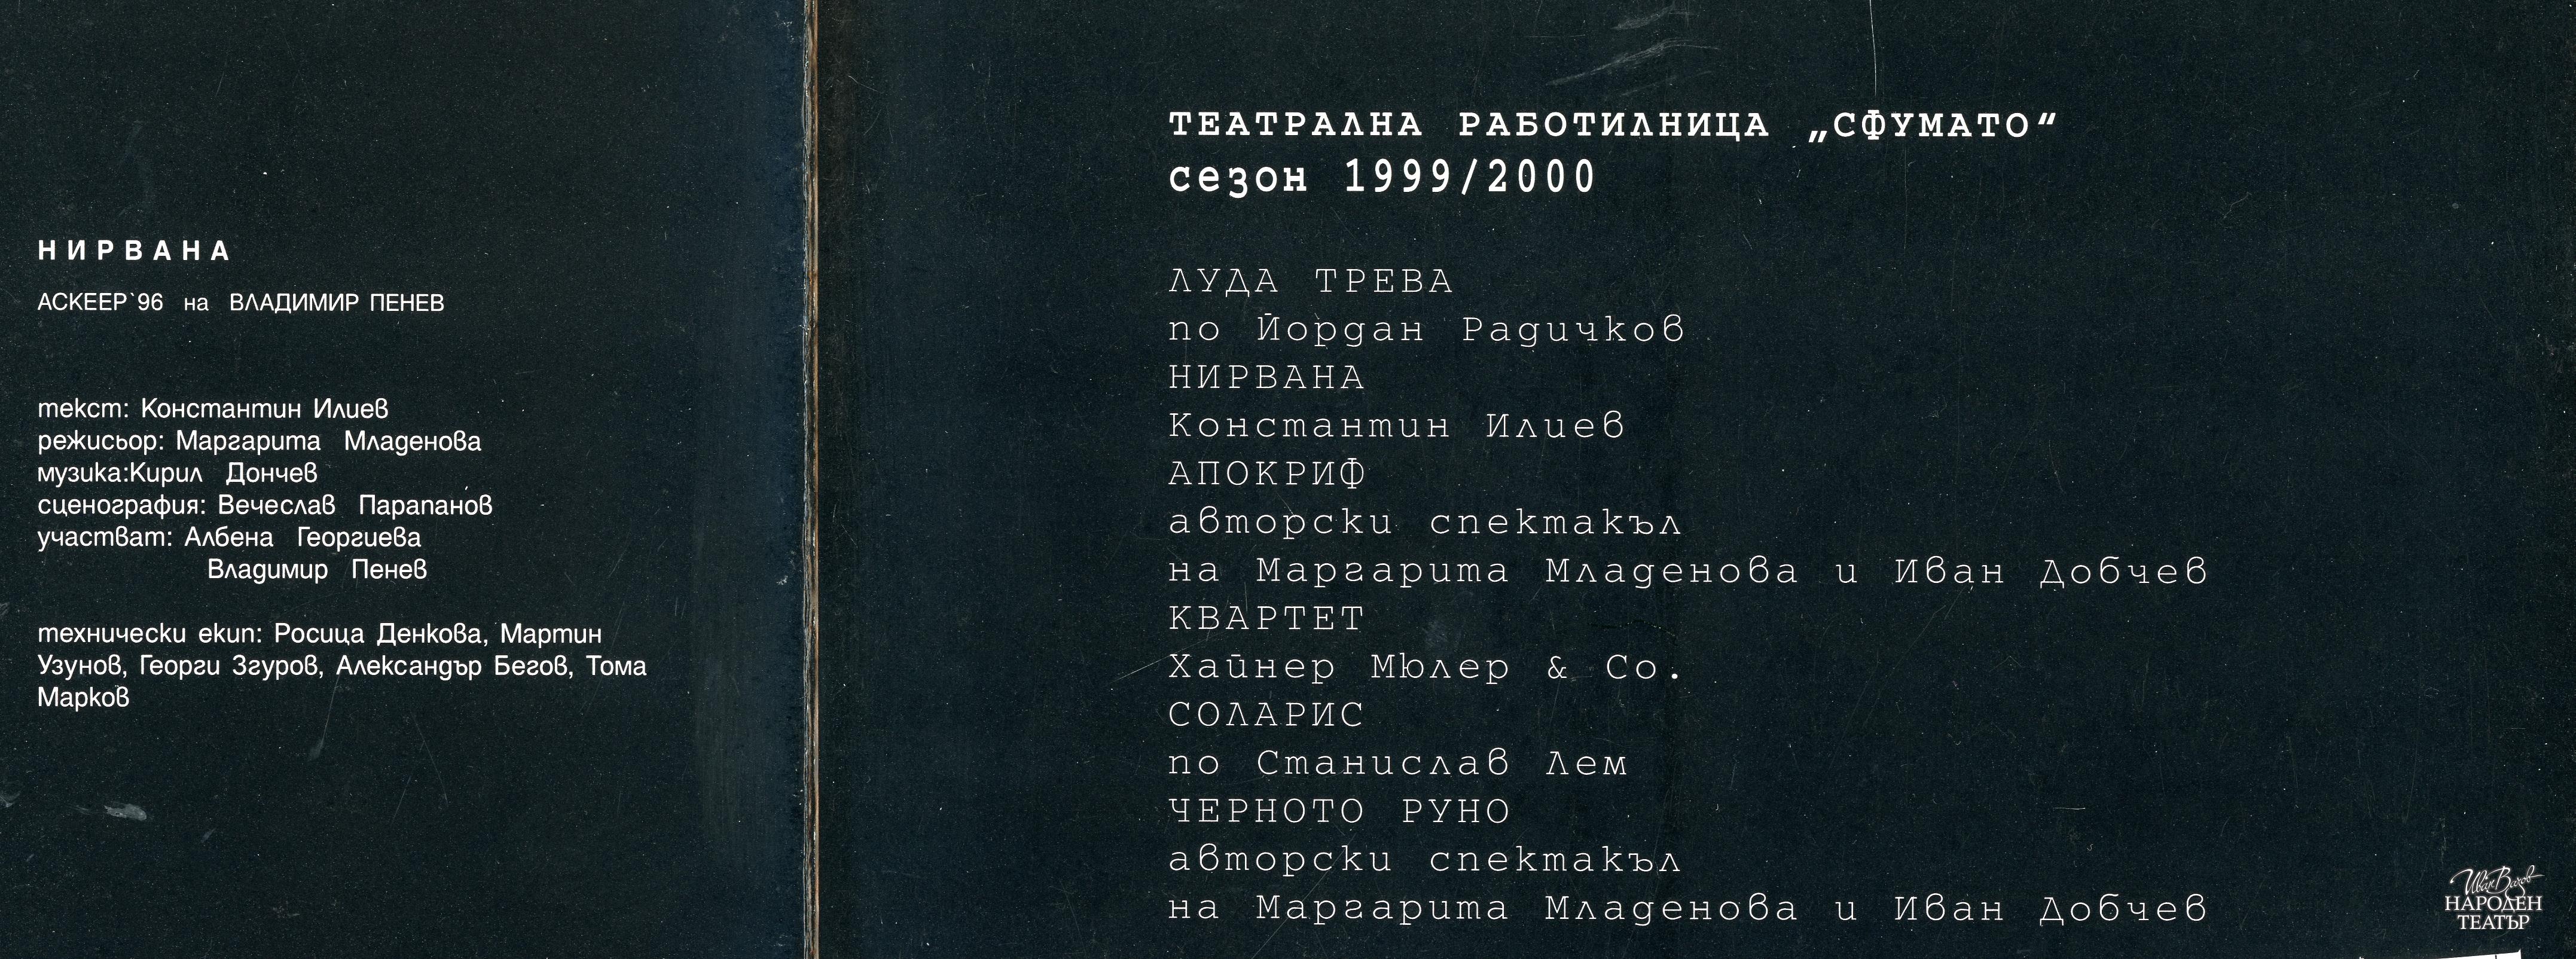 НИРВАНА
АСКЕЕР`96 на ВЛАДИМИР ПЕНЕВ
текст: Константин Илиев
режисьор: Маргарита Младенова
музика:Кирил Дончев
сценография: Вечеслав Парапанов
участват: Албена Георгиева
Владимир Пенев
технически екип: Росица Денкова, Мартин
Узунов, Георги Згуров, Александър Бегов, Тома
Марков
ТЕАТРАЛНА РАБОТИЛНИЦА „СФУМАТО“
сезон 1999/2000
ЛУДА ТРЕВА
по Йордан Радичков
НИРВАНА
Константин Илиев
АПОКРИФ
авторски спектакъл
на Маргарита Младенова и Иван Добчев
КВАРТЕТ
Хайнер Мюлер & Co.
СОЛАРИС
по Станислав Лем
ЧЕРНОТО РУНО
авторски спектакъл
на Маргарита Младенова и Иван Добчев
Иван Вазов
НАРОДЕН
ТЕАТЪР